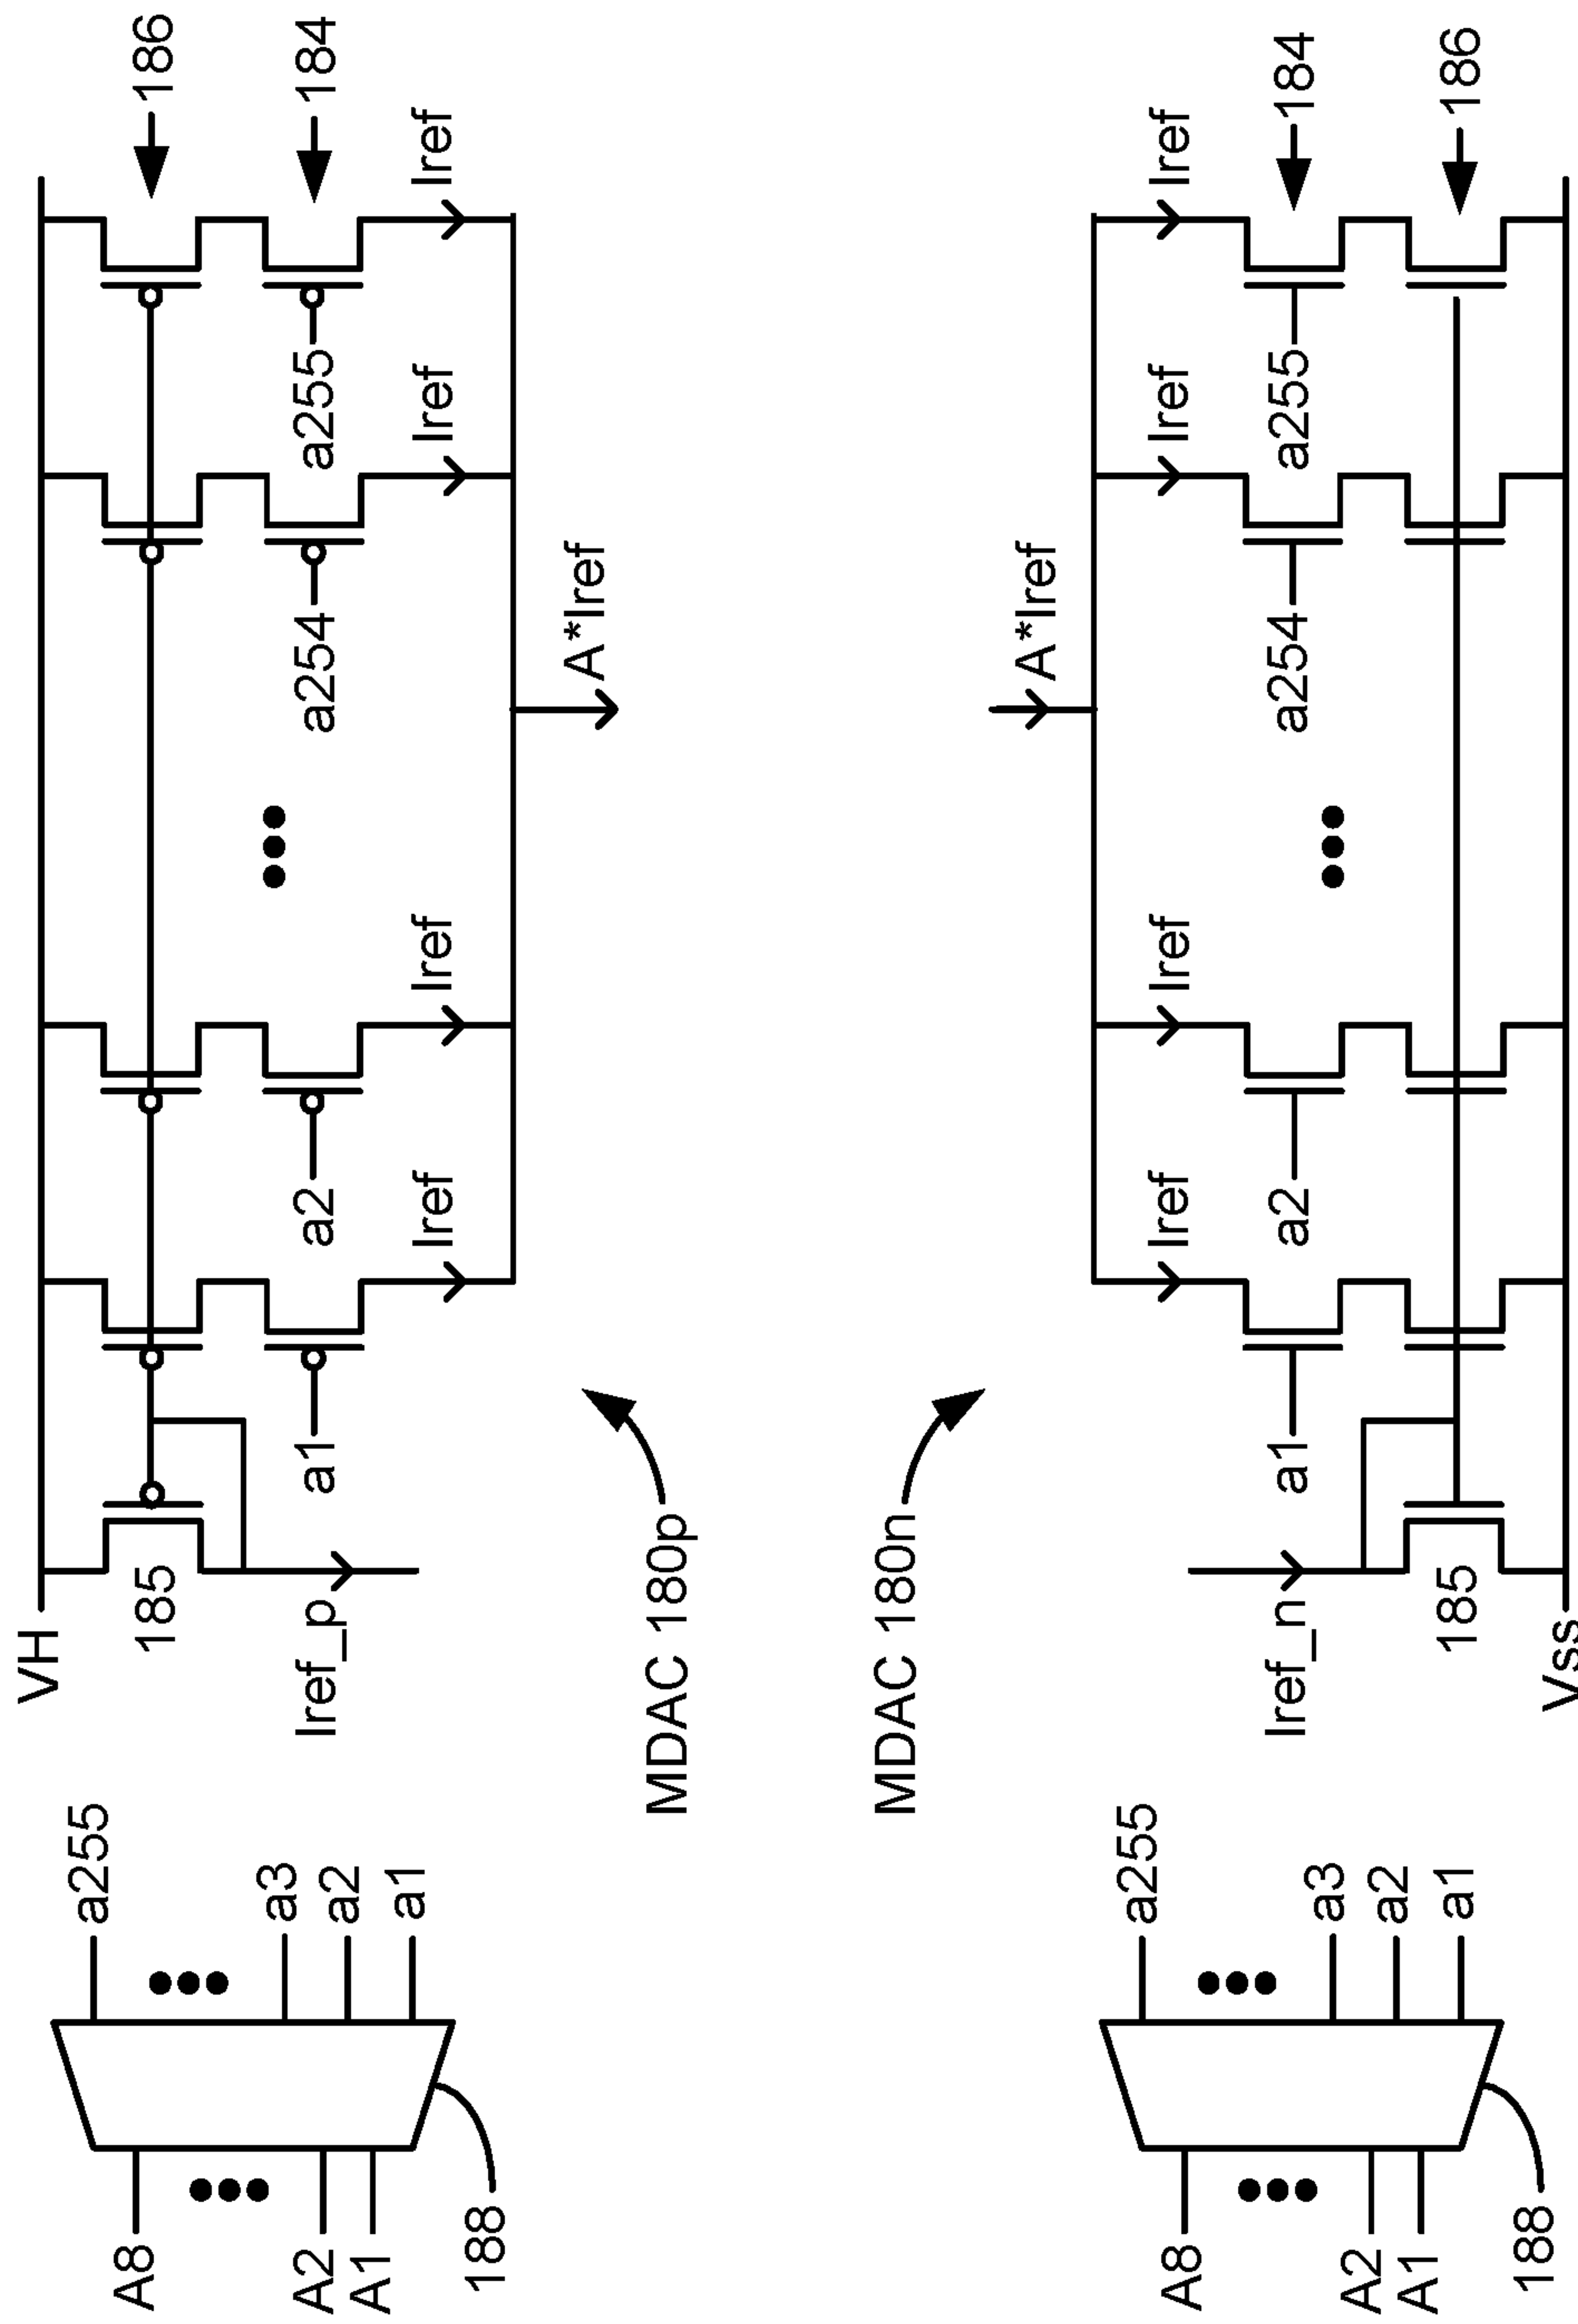 VH
186
184
185
Iref_p
a1
a2
a254
a255
Iref
Iref
Iref
Iref
A*Iref
A8
A2
A1
188
a255
a3
a2
a1
MDAC 180p
MDAC 180n
A*Iref
Iref
Iref
Iref
Iref
184
186
a1
a2
a254
a255
Iref_n
185
Vss
A8
A2
A1
188
a255
a3
a2
a1